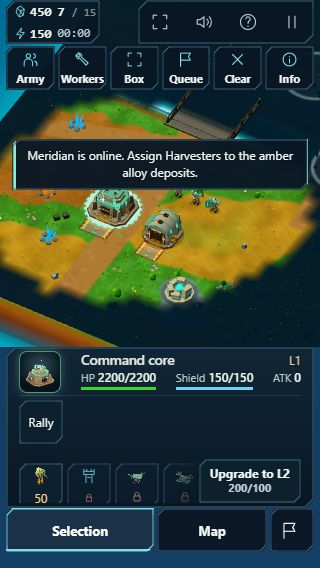 450 7 / 15
150 00:00
Army Workers Box Queue Clear Info
Meridian is online. Assign Harvesters to the amber
alloy deposits.
Command core L1
HP 2200/2200 Shield 150/150 ATK 0
Rally
50
Upgrade to L2
200/100
Selection Map